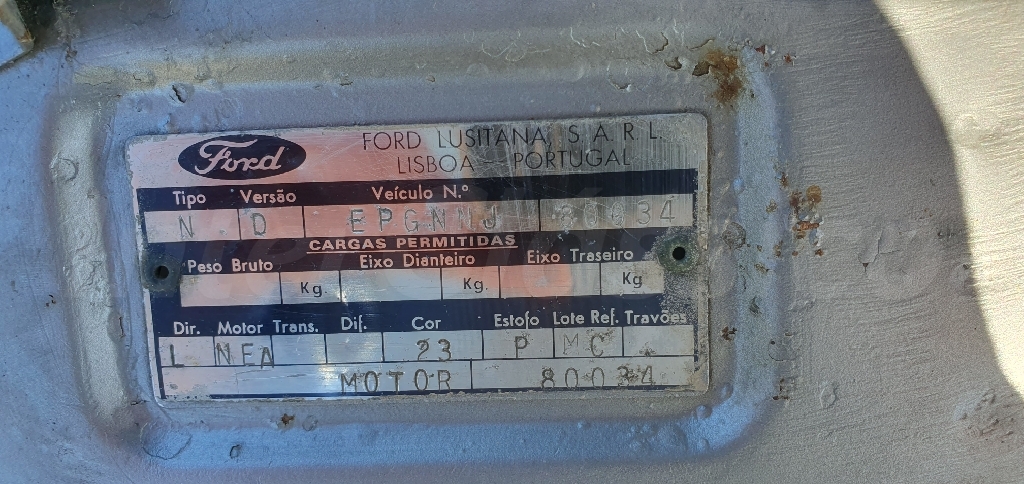 Ford
FORD LUSITANA, S.A.R.L.
LISBOA - PORTUGAL
Tipo Versão Veículo N.º
N D EPGNNJ 80034
CARGAS PERMITIDAS
Peso Bruto Eixo Dianteiro Eixo Traseiro
Kg. Kg. Kg
Dir. Motor Trans. Dif. Cor Estofo Lote Ref. Travões
L NEA 23 P MC
MOTOR 80034